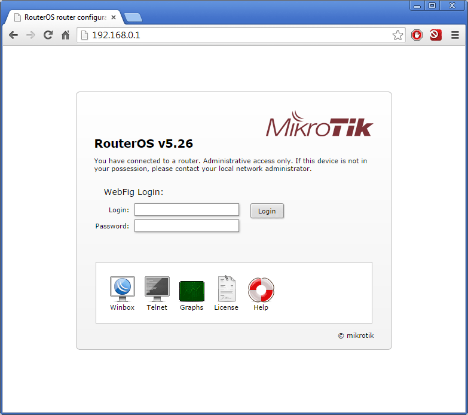 RouterOS router configura
192.168.0.1
MikroTik
RouterOS v5.26
You have connected to a router. Administrative access only. If this device is not in
your possession, please contact your local network administrator.
WebFig Login:
Login:
Login
Password:
Winbox
Telnet
Graphs
License
Help
© mikrotik